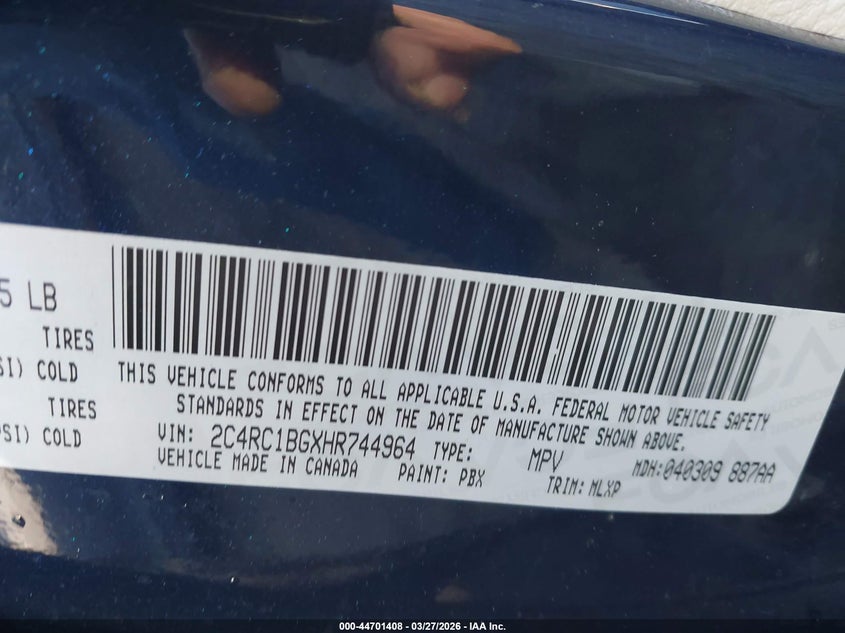 5 LB
TIRES
SI) COLD
TIRES
PSI) COLD
THIS VEHICLE CONFORMS TO ALL APPLICABLE U.S.A. FEDERAL MOTOR VEHICLE SAFETY
STANDARDS IN EFFECT ON THE DATE OF MANUFACTURE SHOWN ABOVE.
VIN: 2C4RC1BGXHR744964 TYPE: MPV MDH:040309 887AA
VEHICLE MADE IN CANADA PAINT: PBX TRIM: MLXP
000-44701408 - 03/27/2026 - IAA Inc.